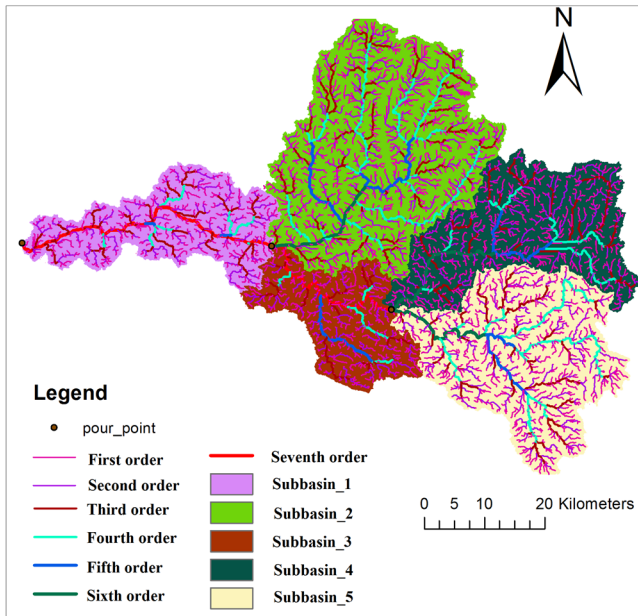 N
Legend
pour_point
First order
Second order
Third order
Fourth order
Fifth order
Sixth order
Seventh order
Subbasin_1
Subbasin_2
Subbasin_3
Subbasin_4
Subbasin_5
0 5 10 20 Kilometers